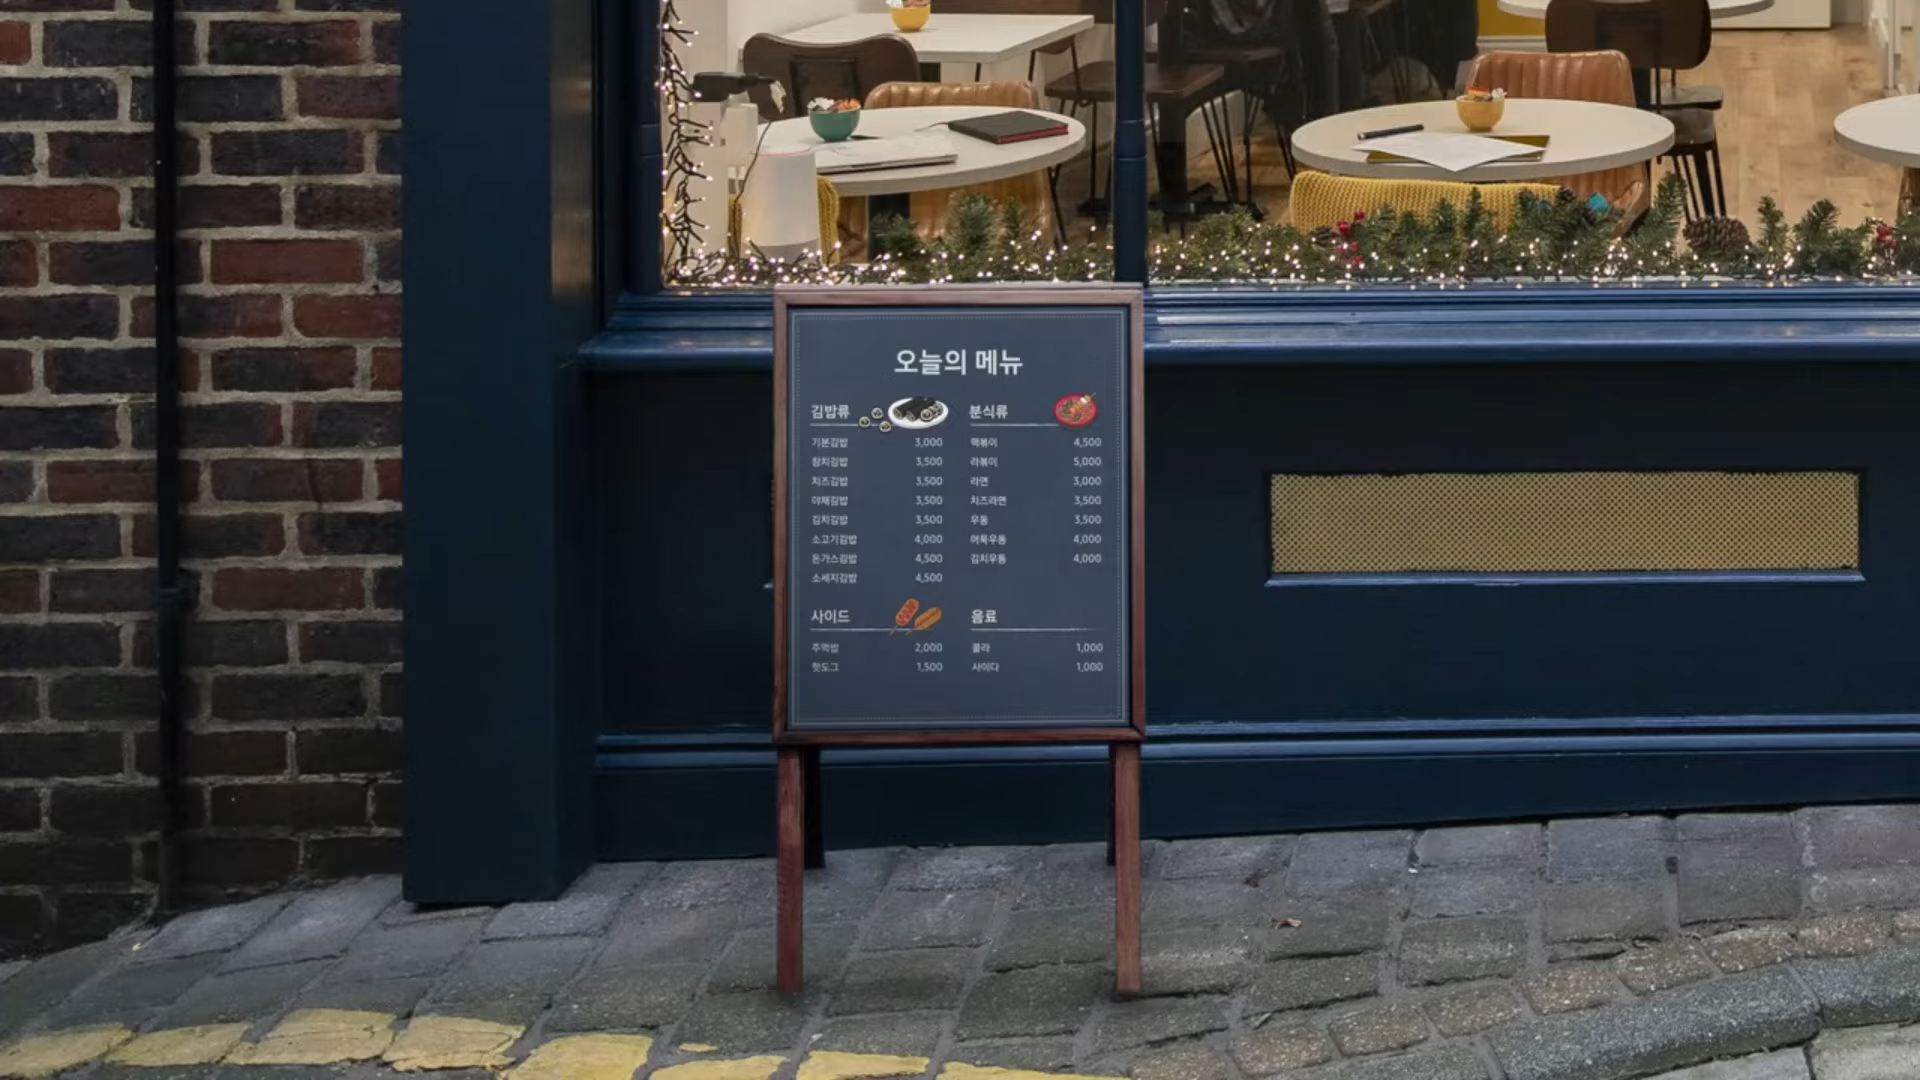 오늘의 메뉴
김밥류
기본김밥 3,000
참치김밥 3,500
치즈김밥 3,500
야채김밥 3,500
김치김밥 3,500
소고기김밥 4,000
돈가스김밥 4,500
소세지김밥 4,500
분식류
떡볶이 4,500
라볶이 5,000
라면 3,000
치즈라면 3,500
우동 3,500
어묵우동 4,000
김치우동 4,000
사이드
주먹밥 2,000
핫도그 1,500
음료
콜라 1,000
사이다 1,000